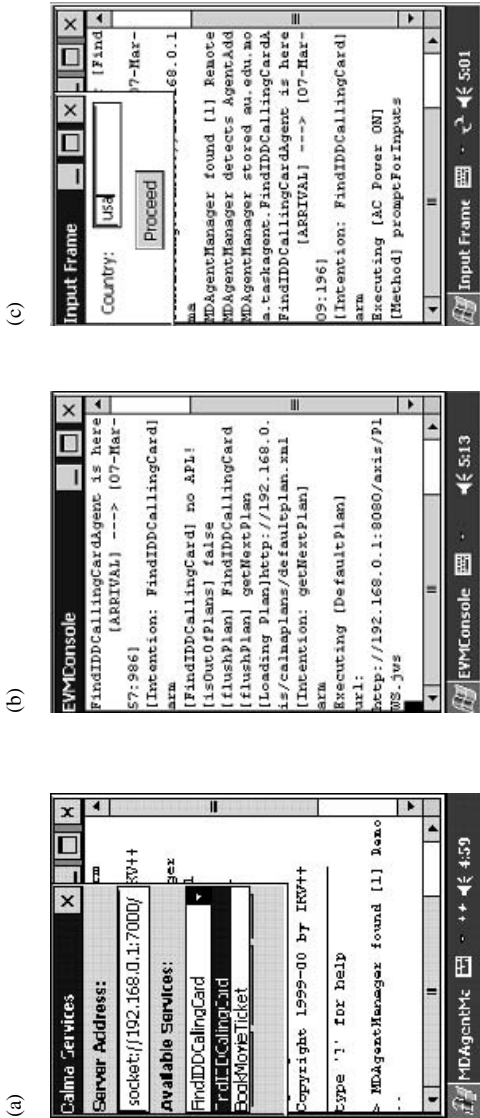 (a)
Calma Services
Server Address:
socket://192.168.0.1:7000/
Available Services:
FindIDDCallingCard
FindIDDCallingCard
BookMovieTicket
IKV++
Copyright 1999-00 by IKV++
type '?' for help
> MDAgentManager found [1] Remo
MDAgentMa
4:59
(b)
EVMConsole
FindIDDCallingCardAgent is here
[ARRIVAL] ---> [07-Mar-
57:986]
[Intention: FindIDDCallingCard]
arm
[FindIDDCallingCard] no APL!
[isOutOfPlans] false
[flushPlan] FindIDDCallingCard
[flushPlan] getNextPlan
[Loading Plan]http://192.168.0.
is/calmaplans/defaultplan.xml
[Intention: getNextPlan]
arm
Executing [DefaultPlan]
url:
http://192.168.0.1:8080/axis/Pl
WS.jws
EVMConsole
5:13
(c)
Input Frame
: [Find
Country:
usa
Proceed
07-Mar-
68.0.1
ma
MDAgentManager found [1] Remote
MDAgentManager detects AgentAdd
MDAgentManager stored au.edu.mo
a.taskagent.FindIDDCallingCardA
FindIDDCallingCardAgent is here
[ARRIVAL] ---> [07-Mar-
09:196]
[Intention: FindIDDCallingCard]
arm
Executing [AC Power ON]
[Method] promptForInputs
Input Frame
5:01